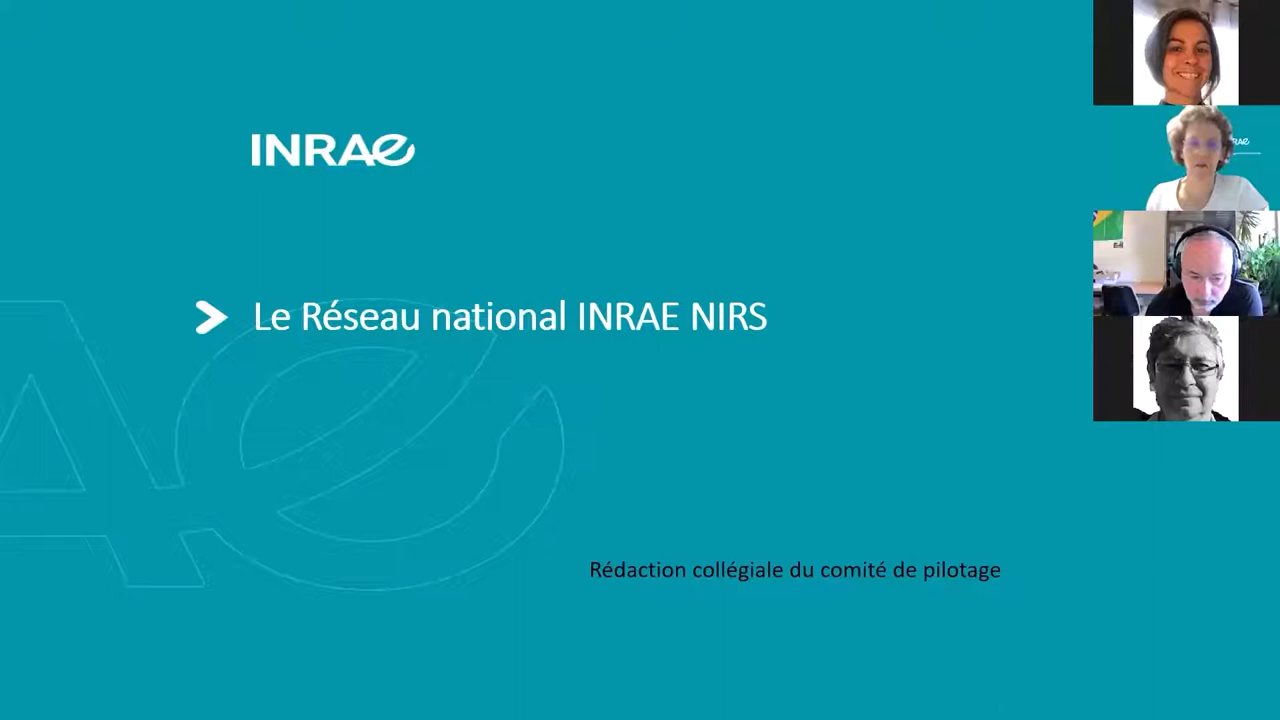 INRAE
Le Réseau national INRAE NIRS
Rédaction collégiale du comité de pilotage